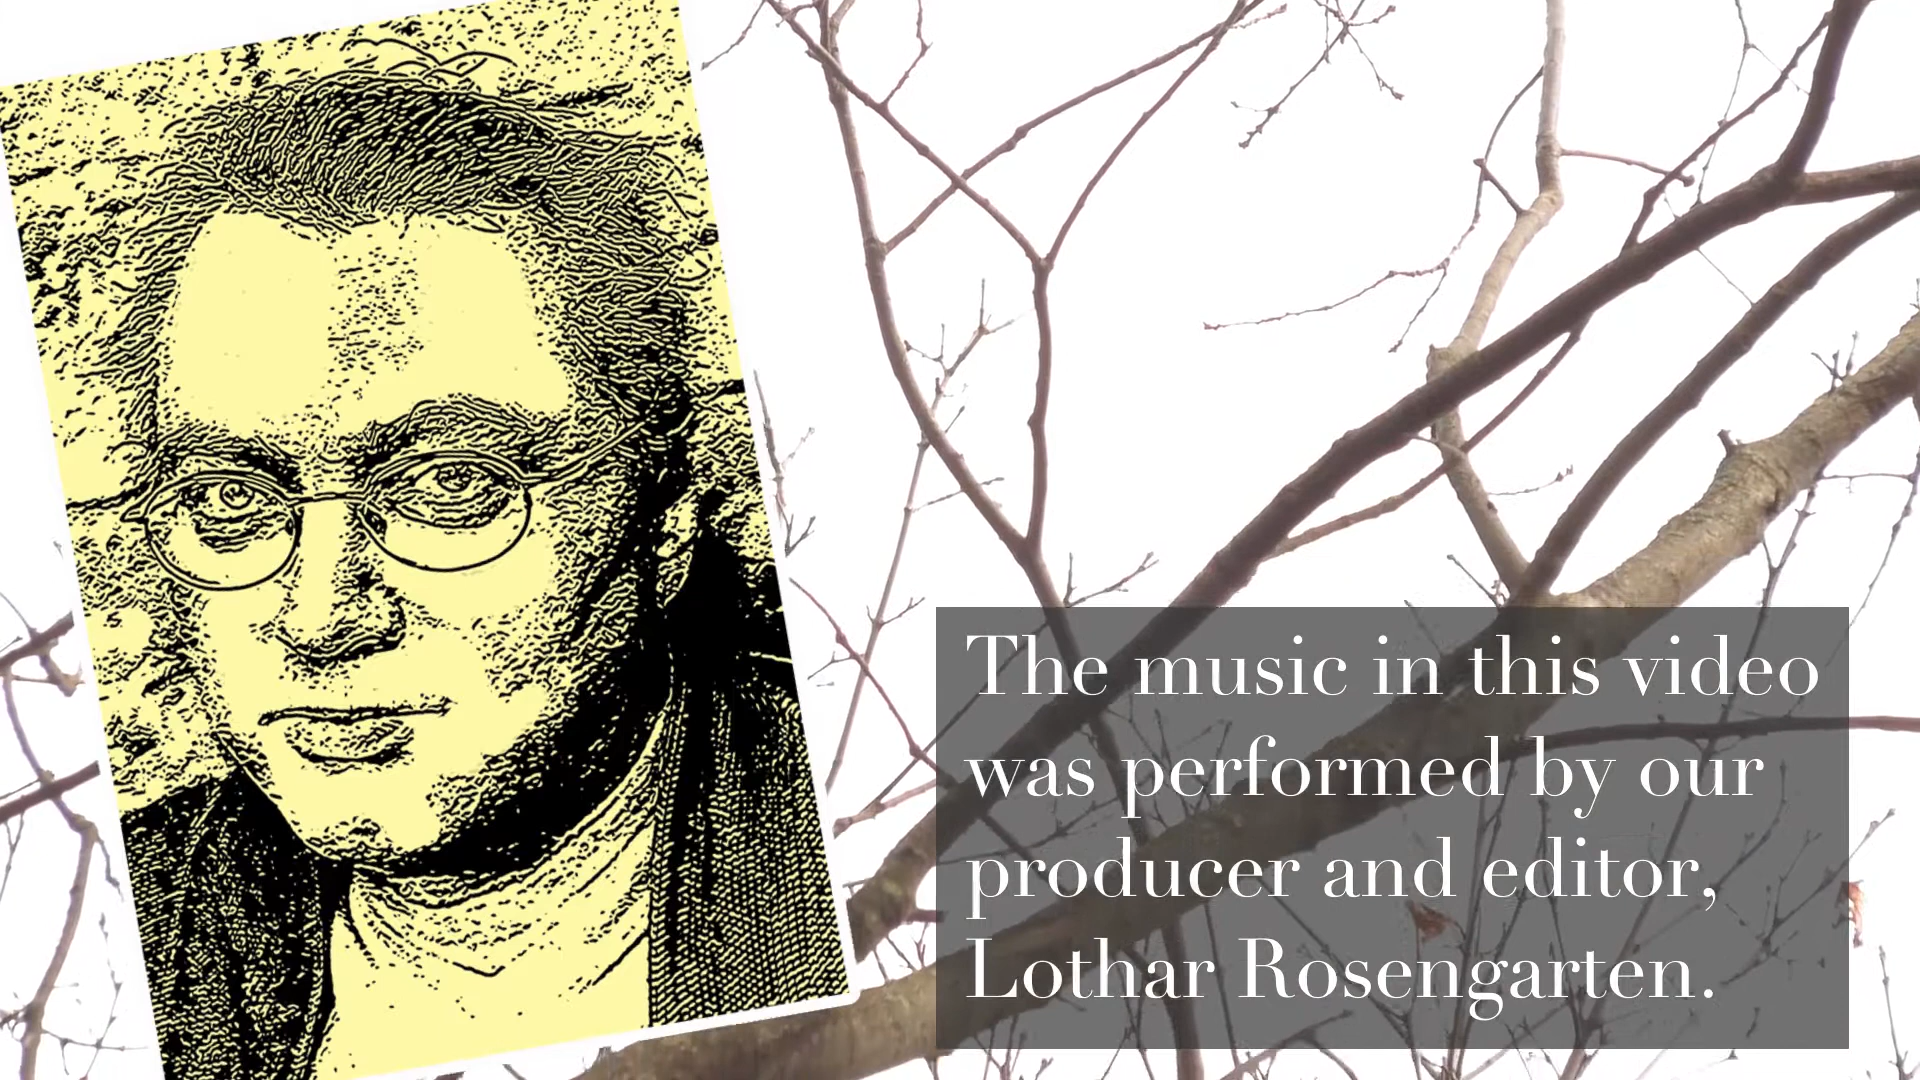 The music in this video
was performed by our
producer and editor,
Lothar Rosengarten.